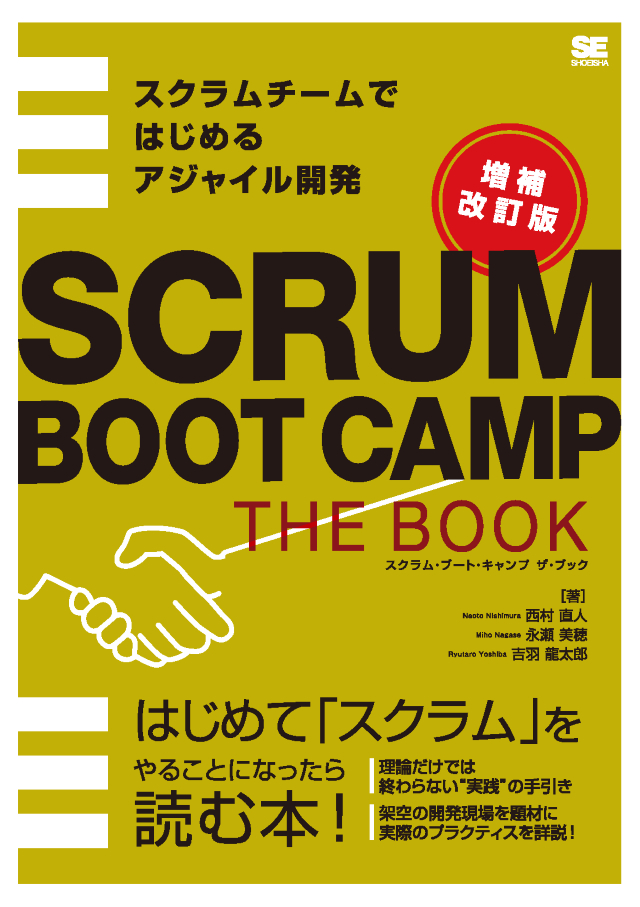 SE
SHOEISHA
スクラムチームで
はじめる
アジャイル開発
増補
改訂版
SCRUM
BOOT CAMP
THE BOOK
スクラム・ブート・キャンプ ザ・ブック
[著]
Naoto Nishimura 西村 直人
Miho Nagase 永瀬 美穂
Ryutaro Yoshiba 吉羽 龍太郎
はじめて「スクラム」を
やることになったら
読む本!
理論だけでは
終わらない"実践"の手引き
架空の開発現場を題材に
実際のプラクティスを詳説!